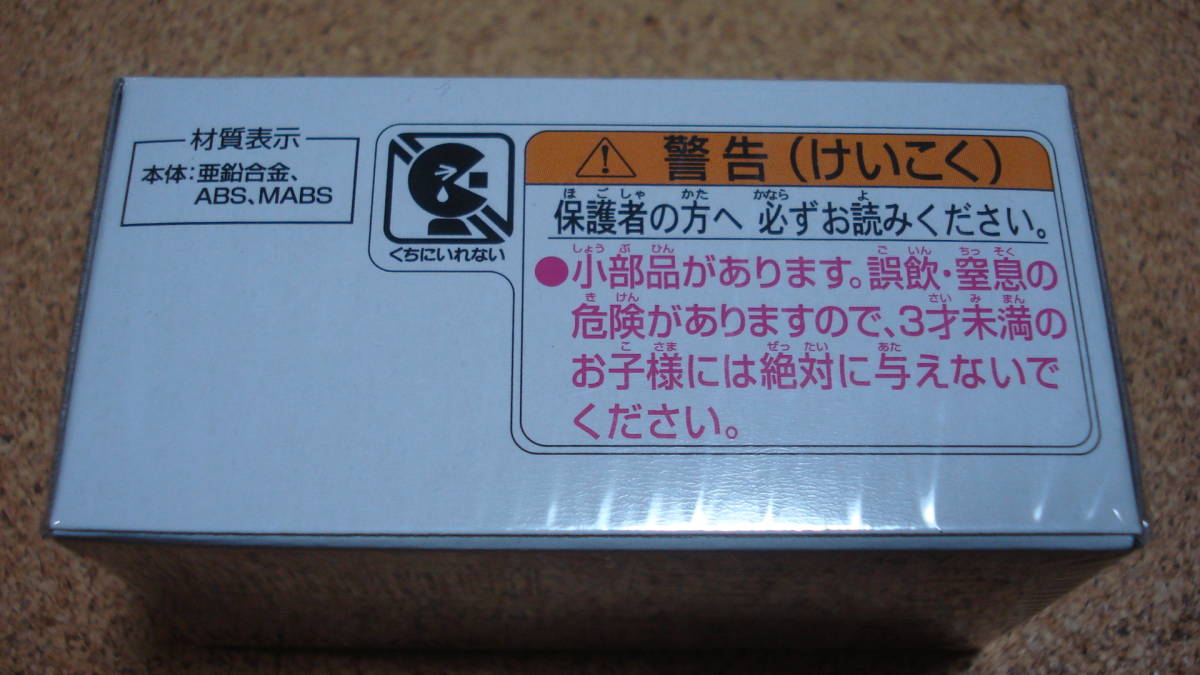 材質表示
本体:亜鉛合金、
ABS、MABS
くちにいれない
警告(けいこく)
ほごしゃ かた かなら よ
保護者の方へ 必ずお読みください。
しょうぶひん ごいん ちっそく
●小部品があります。誤飲・窒息の
きけん さいみまん
危険がありますので、3才未満の
こさま ぜったい あた
お子様には絶対に与えないで
ください。